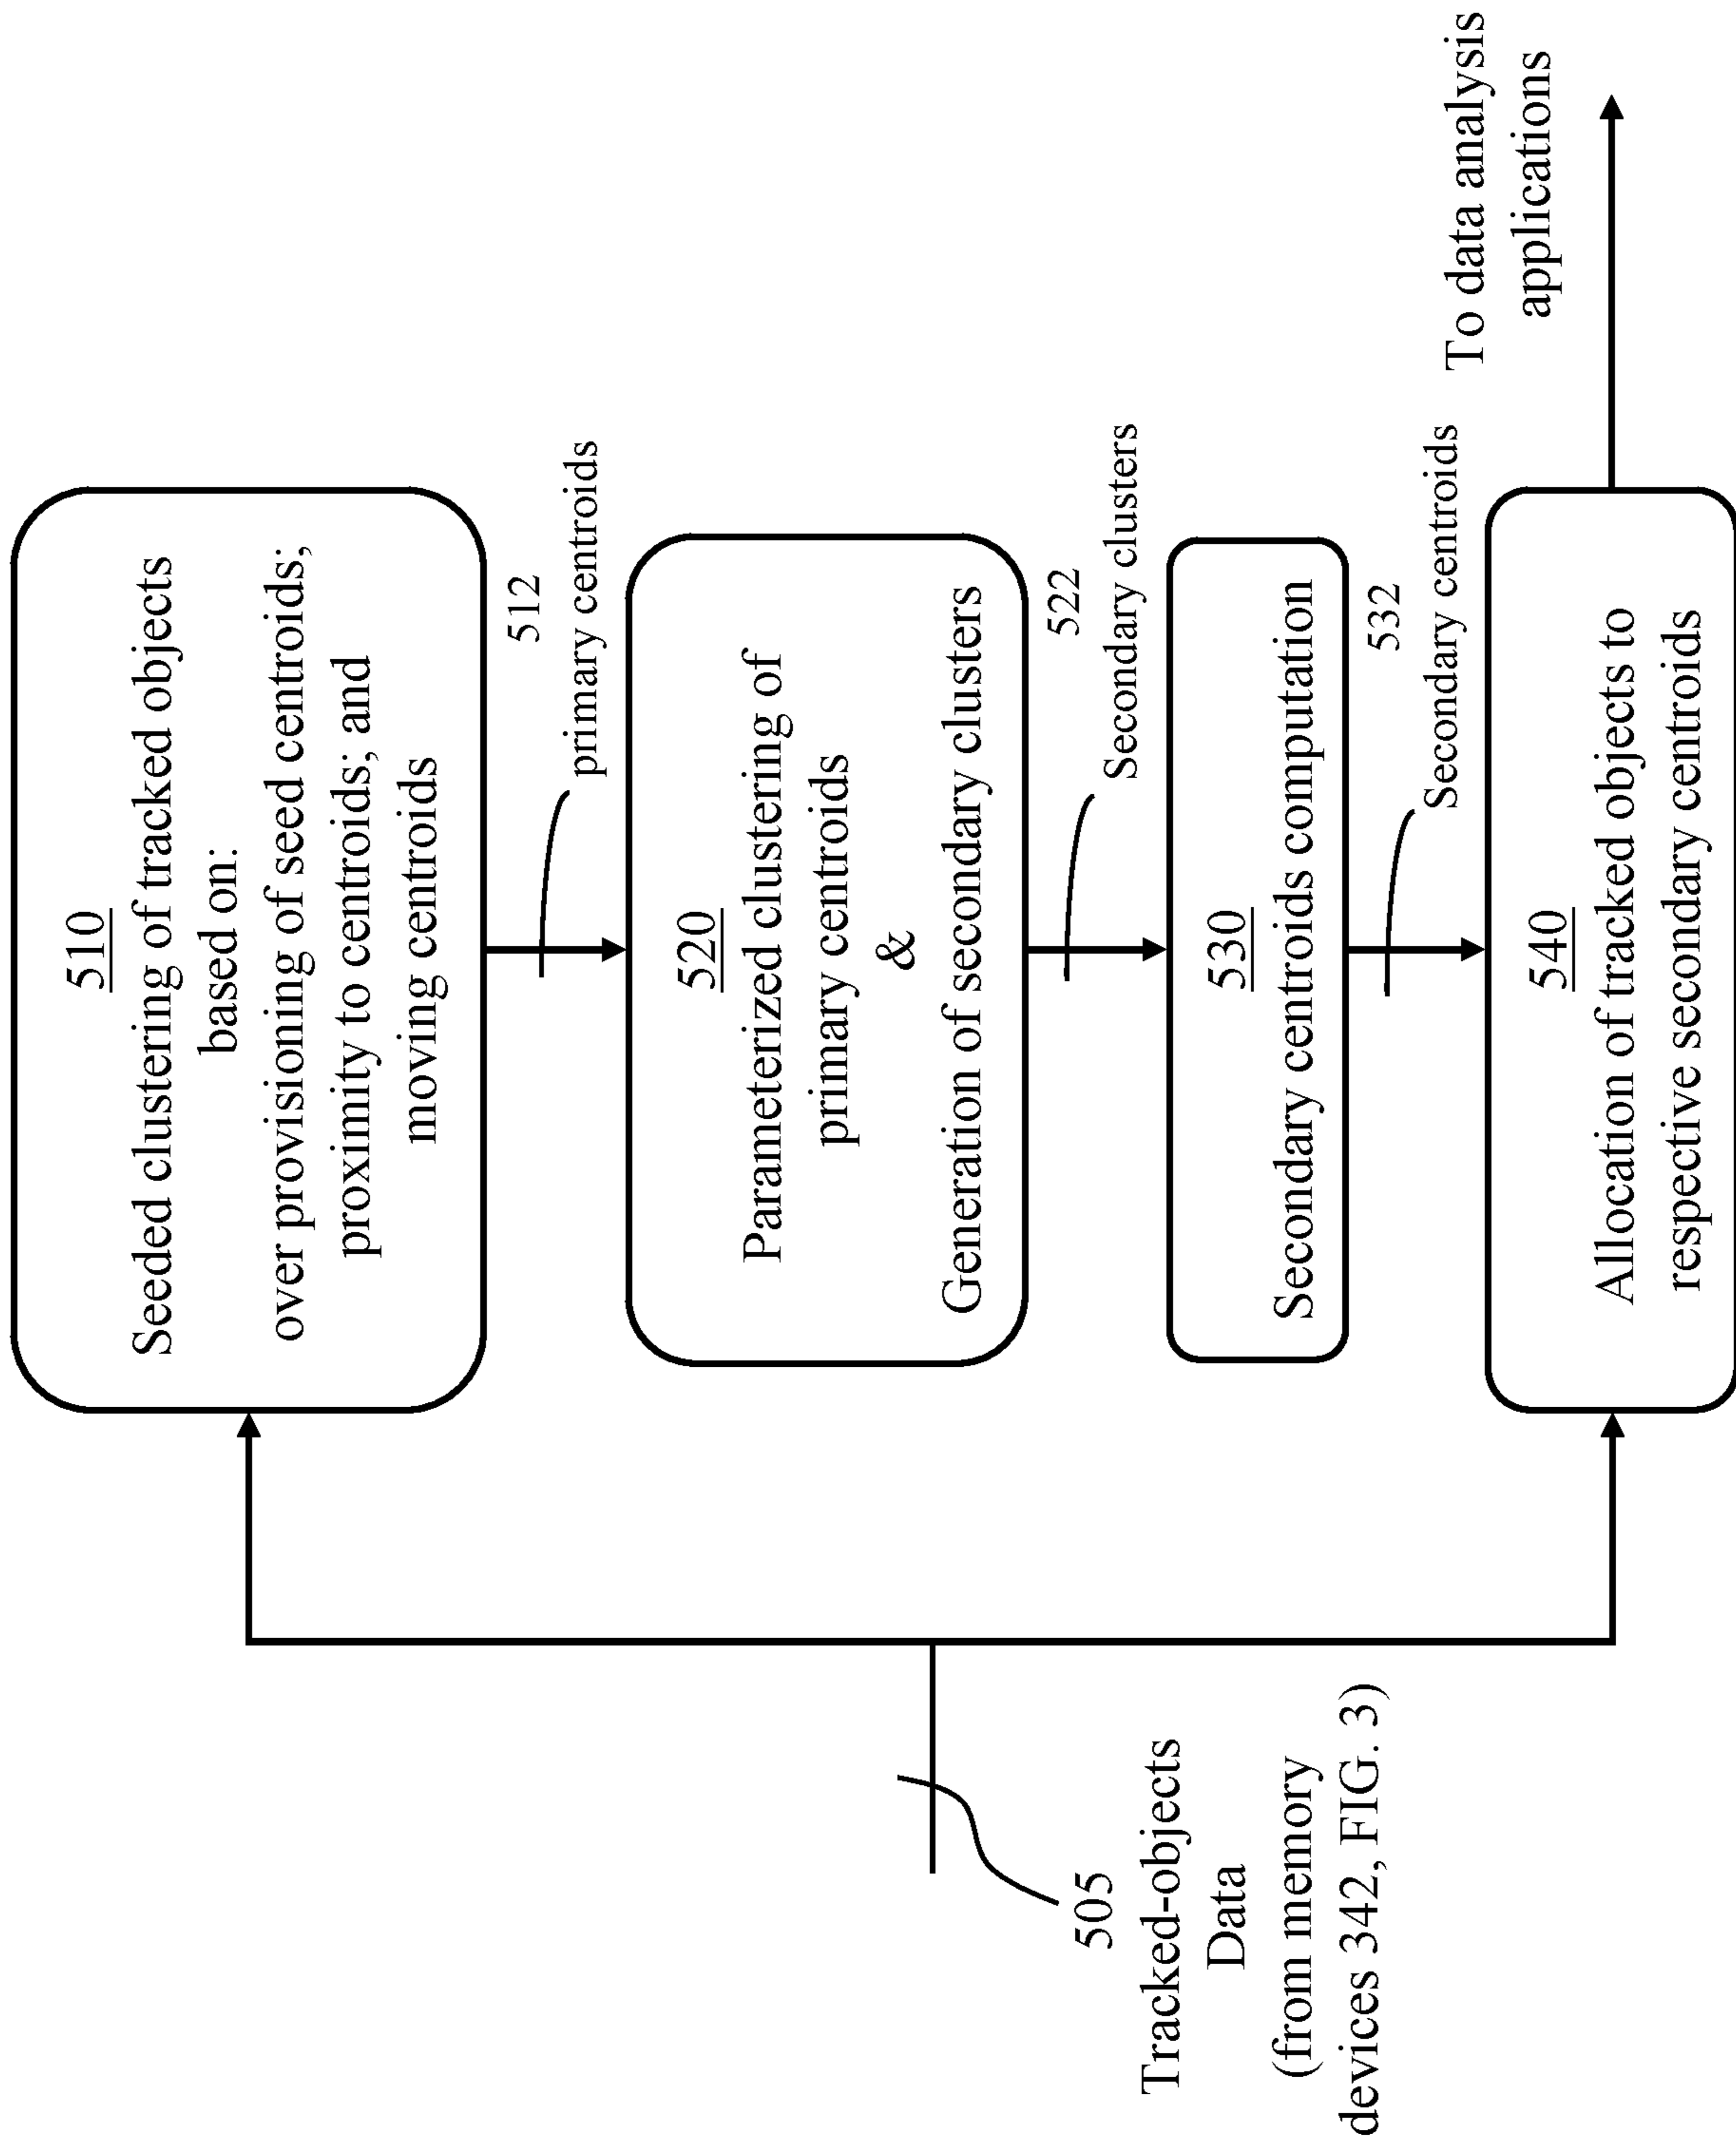 510
Seeded clustering of tracked objects
based on:
over provisioning of seed centroids;
proximity to centroids; and
moving centroids
512
primary centroids
520
Parameterized clustering of
primary centroids
&
Generation of secondary clusters
522
Secondary clusters
530
Secondary centroids computation
532
Secondary centroids
540
Allocation of tracked objects to
respective secondary centroids
To data analysis
applications
505
Tracked-objects
Data
(from memory
devices 342, FIG. 3)